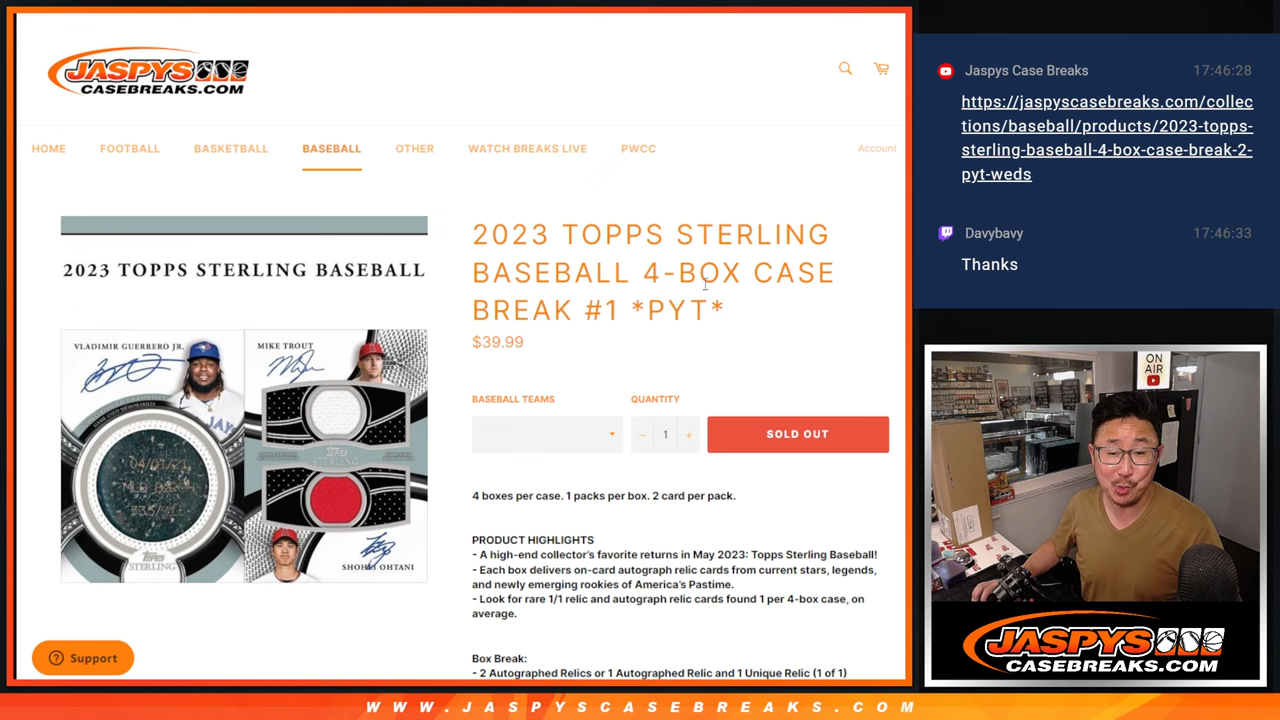 JASPYS
CASEBREAKS.COM
HOME FOOTBALL BASKETBALL BASEBALL OTHER WATCH BREAKS LIVE PWCC Account
2023 TOPPS STERLING BASEBALL
VLADIMIR GUERRERO JR.
MIKE TROUT
STERLING
SHOHEI OHTANI
2023 TOPPS STERLING
BASEBALL 4-BOX CASE
BREAK #1 *PYT*
$39.99
BASEBALL TEAMS QUANTITY
− 1 + SOLD OUT
4 boxes per case. 1 packs per box. 2 card per pack.
PRODUCT HIGHLIGHTS
- A high-end collector's favorite returns in May 2023: Topps Sterling Baseball!
- Each box delivers on-card autograph relic cards from current stars, legends,
and newly emerging rookies of America's Pastime.
- Look for rare 1/1 relic and autograph relic cards found 1 per 4-box case, on
average.
Box Break:
- 2 Autographed Relics or 1 Autographed Relic and 1 Unique Relic (1 of 1)
Support
Jaspys Case Breaks 17:46:28
https://jaspyscasebreaks.com/collec
tions/baseball/products/2023-topps-
sterling-baseball-4-box-case-break-2-
pyt-weds
Davybavy 17:46:33
Thanks
ON
AIR
JASPYS
CASEBREAKS.COM
WWW.JASPYSCASEBREAKS.COM